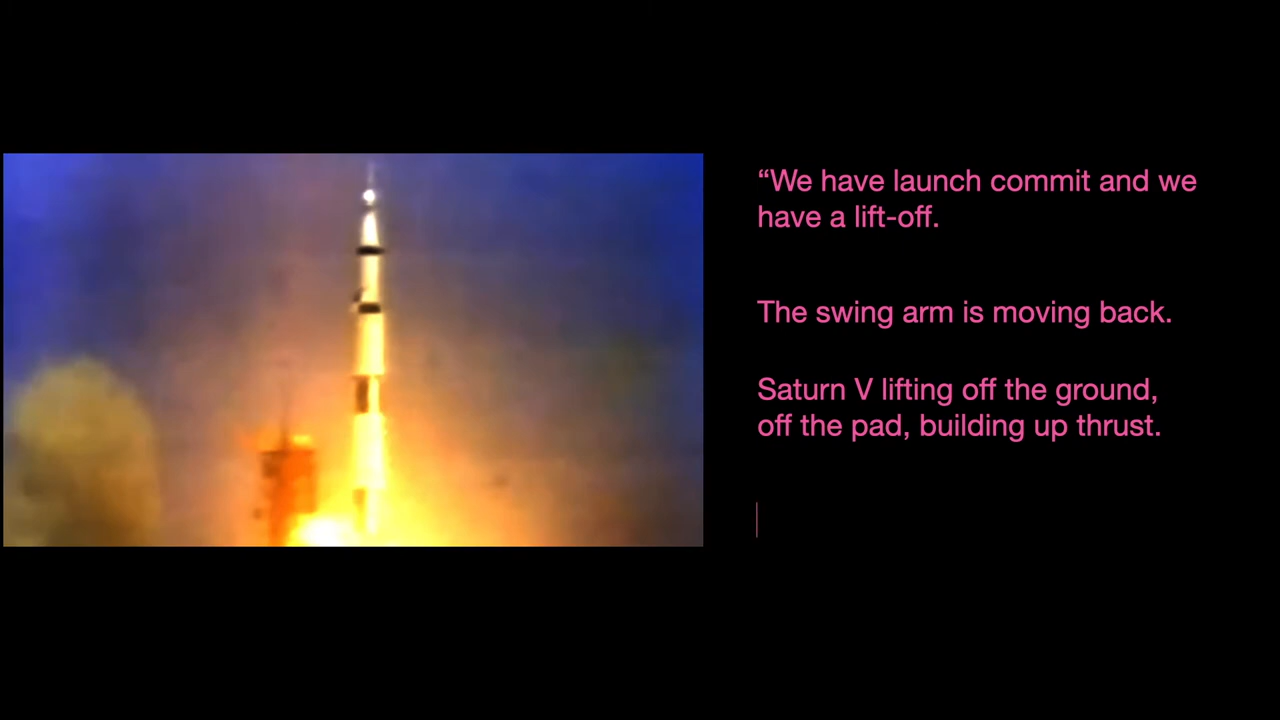 “We have launch commit and we
have a lift-off.
The swing arm is moving back.
Saturn V lifting off the ground,
off the pad, building up thrust.